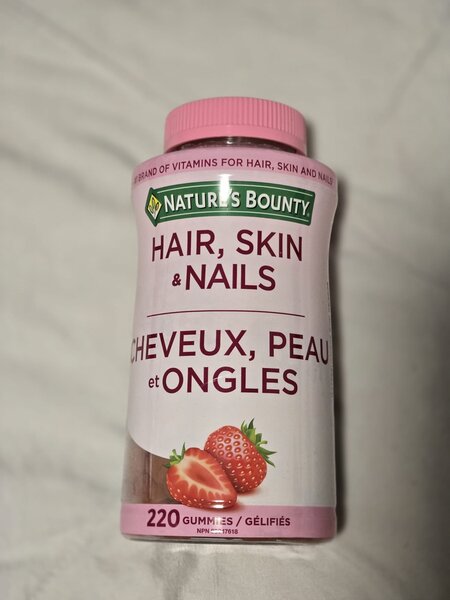 BRAND OF VITAMINS FOR HAIR, SKIN AND NAILS
NATURE'S BOUNTY
HAIR, SKIN
& NAILS
CHEVEUX, PEAU
et ONGLES
220 GUMMIES / GÉLIFIÉS
NPN